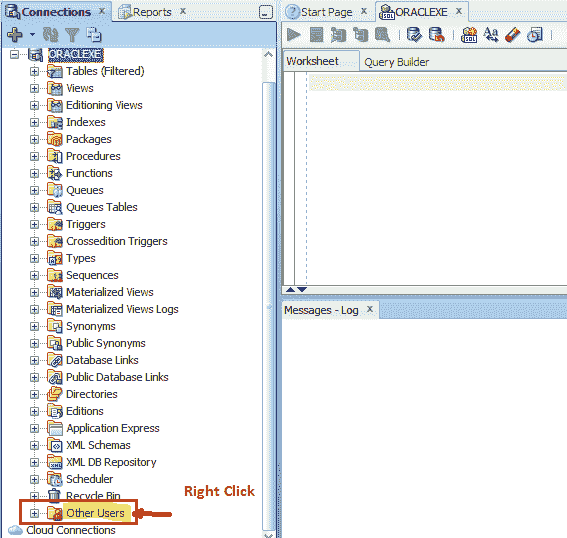 Connections x
Reports x
Start Page x
ORACLEXE x
ORACLEXE
Tables (Filtered)
Views
Editioning Views
Indexes
Packages
Procedures
Functions
Queues
Queues Tables
Triggers
Crossedition Triggers
Types
Sequences
Materialized Views
Materialized Views Logs
Synonyms
Public Synonyms
Database Links
Public Database Links
Directories
Editions
Application Express
XML Schemas
XML DB Repository
Scheduler
Recycle Bin
Right Click
Other Users
Cloud Connections
Worksheet Query Builder
Messages - Log x